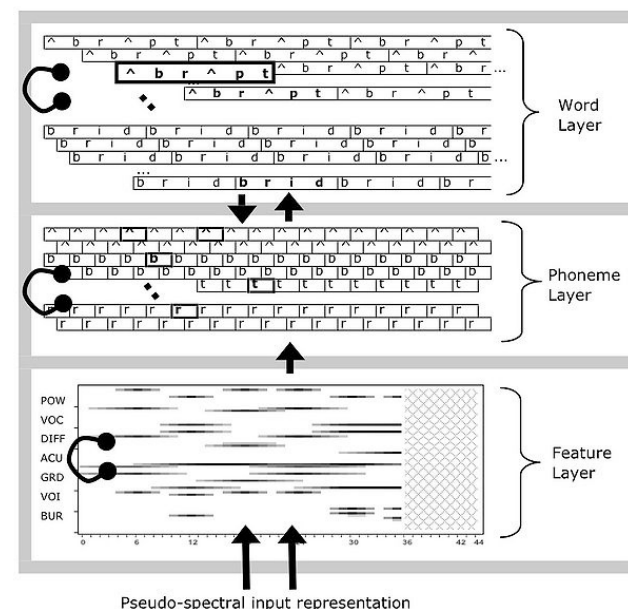 ^ b r ^ p t ^ b r ^ p t ^ b r ^ p t
^ b r ^ p t ^ b r ^ p t ^ b r ^
^ b r ^ p t ^ b r ^ p t ^ b r ...
...
^ b r ^ p t ^ b r ^ p t
b r i d b r i d b r i d b r i d b r
b r i d b r i d b r i d b r i d b
b r i d b r i d b r i d b r i d b ...
...
b r i d b r i d b r i d b r
Word
Layer
^ ^ ^ ^ ^ ^ ^ ^ ^ ^ ^ ^ ^ ^ ^ ^ ^
^ ^ ^ ^ ^ ^ ^ ^ ^ ^ ^ ^ ^ ^ ^ ^ ^
b b b b b b b b b b b b b b b b b
b b b b b b b b b b b b b b b b b
t t t t t t t t t t t
r r r r r r r r r r r r r r r r r
r r r r r r r r r r r r r r r r r
Phoneme
Layer
POW
VOC
DIFF
ACU
GRD
VOI
BUR
0 6 12 30 36 42 44
Feature
Layer
Pseudo-spectral input representation